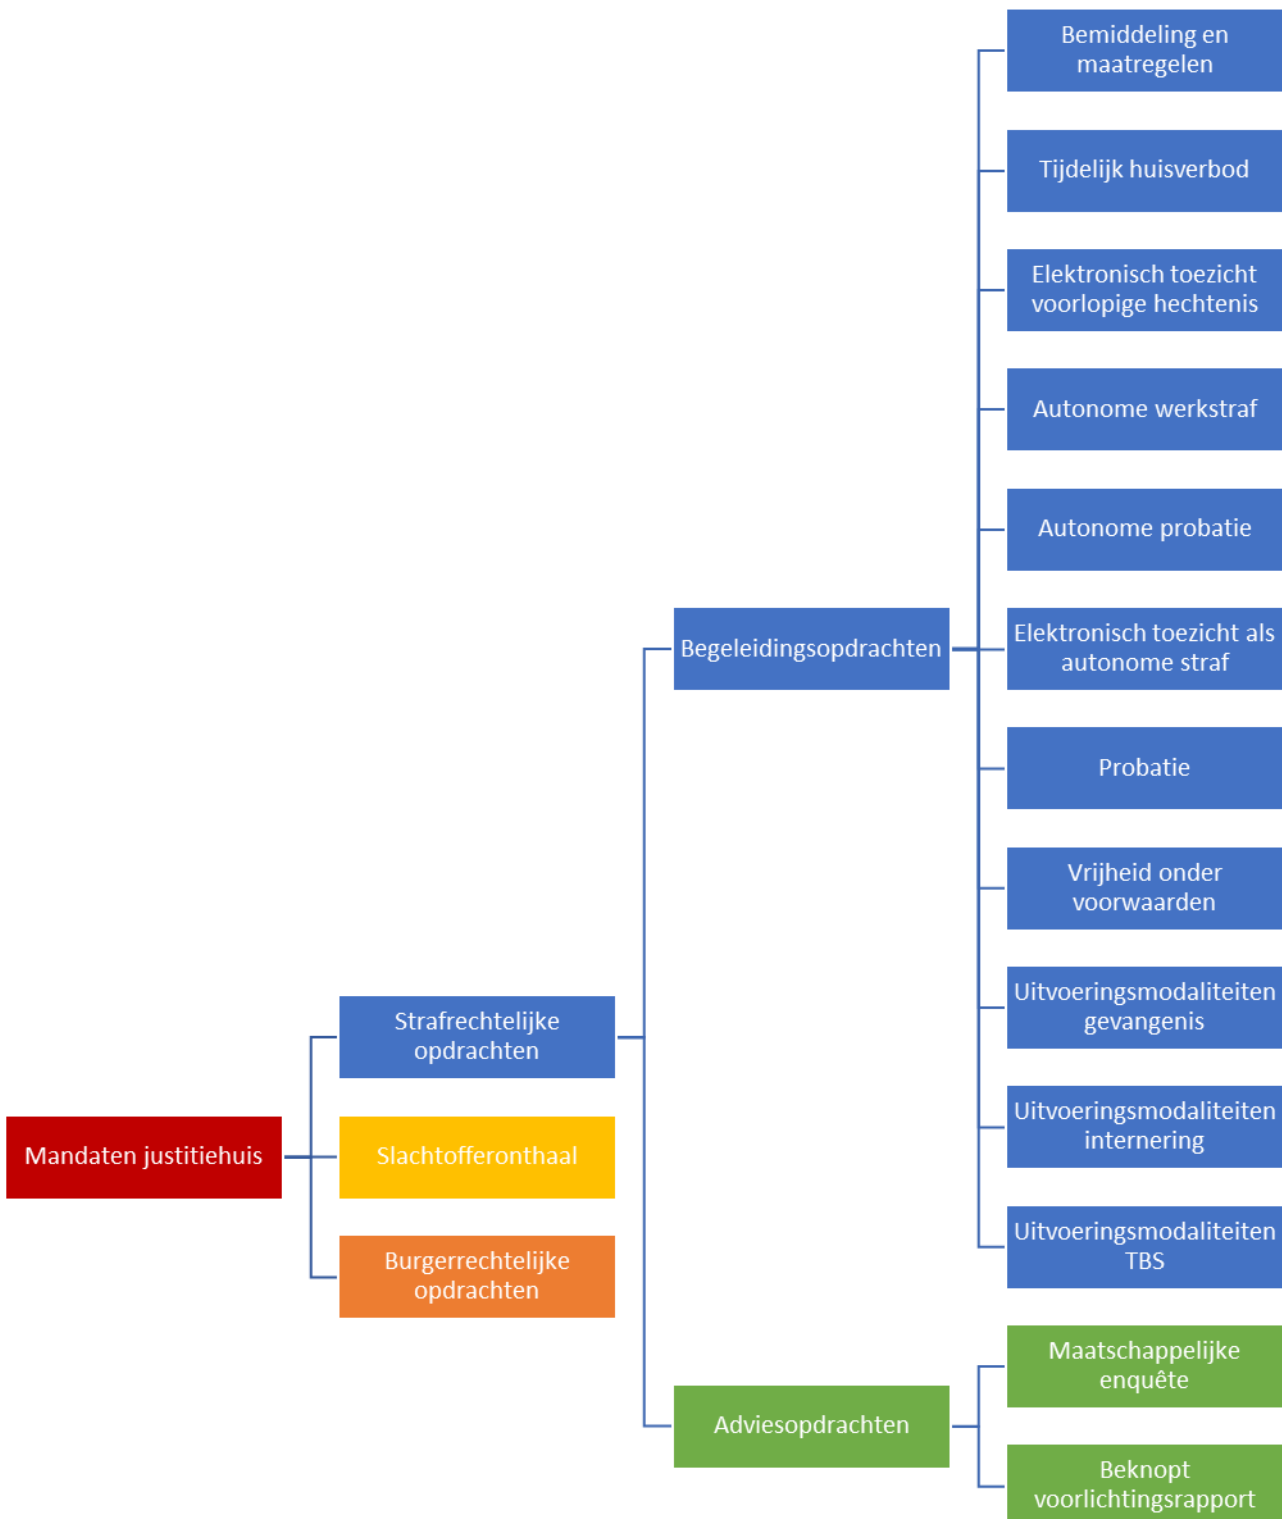 Bemiddeling en
maatregelen
Tijdelijk huisverbod
Elektronisch toezicht
voorlopige hechtenis
Autonome werkstraf
Autonome probatie
Begeleidingsopdrachten
Elektronisch toezicht als
autonome straf
Probatie
Vrijheid onder
voorwaarden
Strafrechtelijke
opdrachten
Uitvoeringsmodaliteiten
gevangenis
Mandaten justitiehuis
Slachtofferonthaal
Uitvoeringsmodaliteiten
internering
Burgerrechtelijke
opdrachten
Uitvoeringsmodaliteiten
TBS
Maatschappelijke
enquête
Adviesopdrachten
Beknopt
voorlichtingsrapport